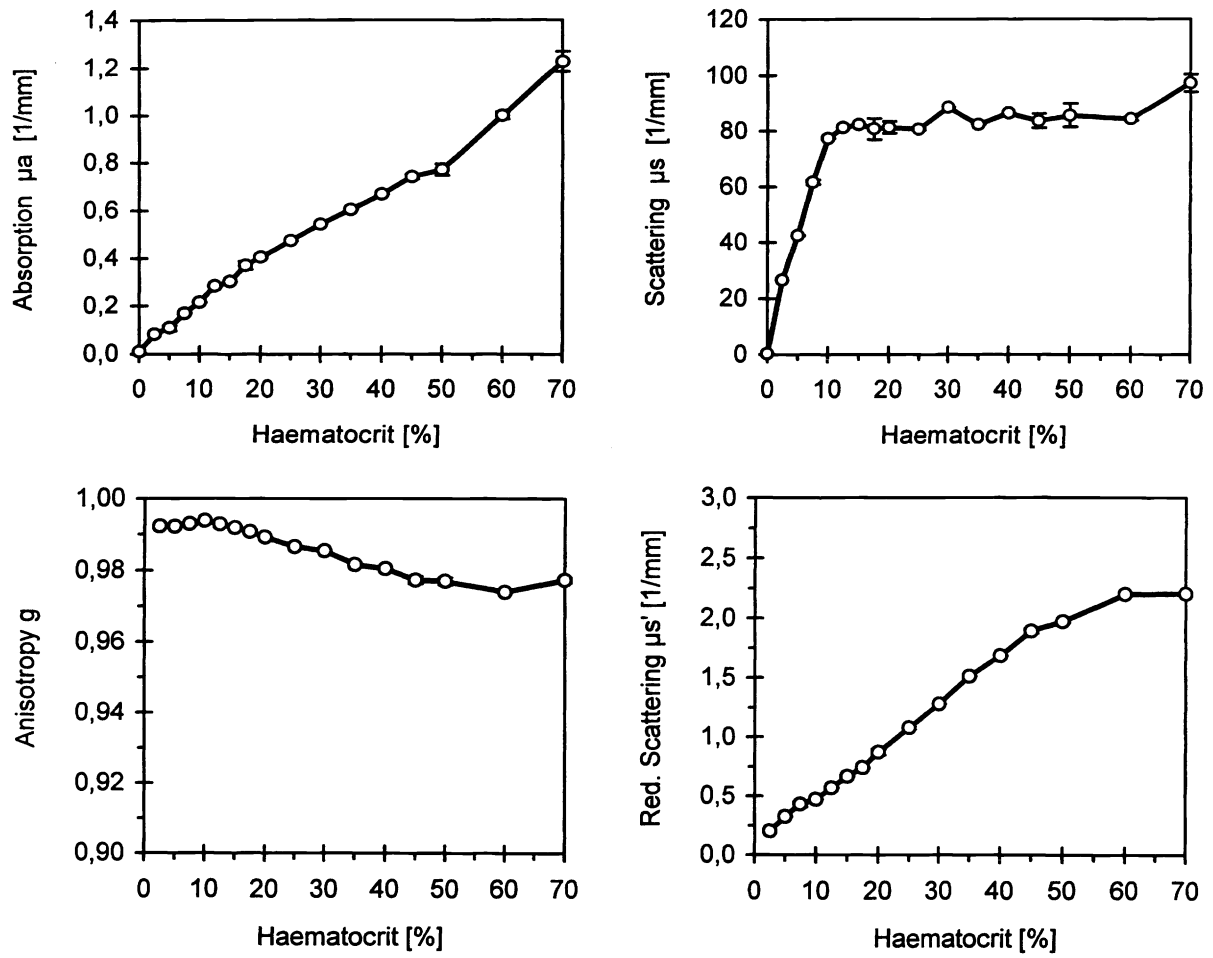 Absorption µa [1/mm]
1,4
1,2
1,0
0,8
0,6
0,4
0,2
0,0
0 10 20 30 40 50 60 70
Haematocrit [%]
Scattering µs [1/mm]
120
100
80
60
40
20
0
0 10 20 30 40 50 60 70
Haematocrit [%]
Anisotropy g
1,00
0,98
0,96
0,94
0,92
0,90
0 10 20 30 40 50 60 70
Haematocrit [%]
Red. Scattering µs' [1/mm]
3,0
2,5
2,0
1,5
1,0
0,5
0,0
0 10 20 30 40 50 60 70
Haematocrit [%]